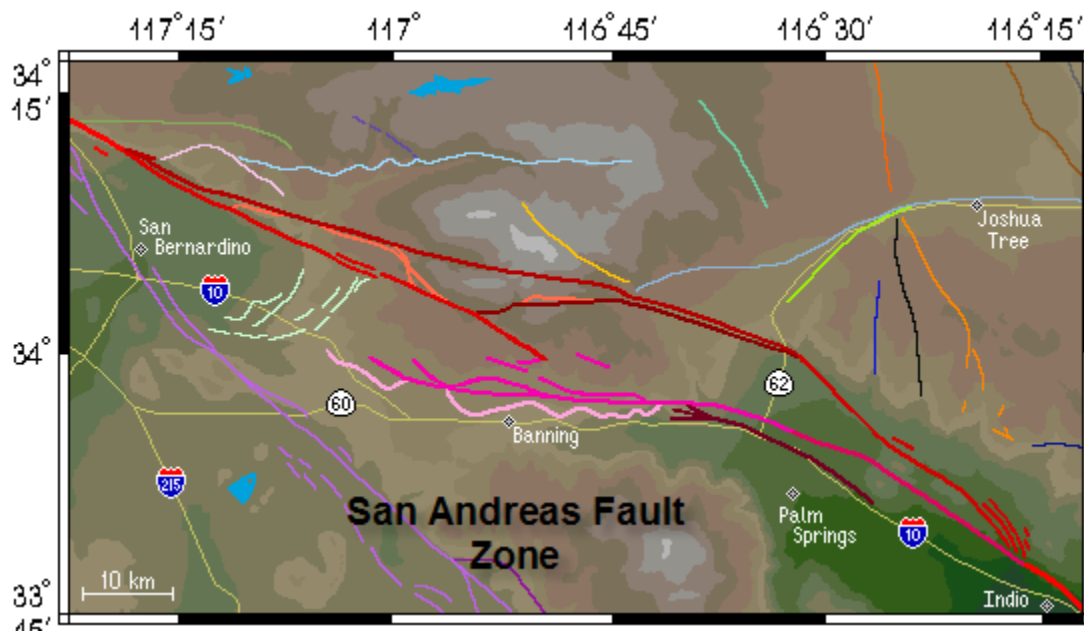 117°15′ 117° 116°45′ 116°30′ 116°15′
34°
15′
San
Bernardino
Joshua
Tree
10
34°
62
60
Banning
215
San Andreas Fault
Zone
Palm
Springs
10
10 km
Indio
33°
45′